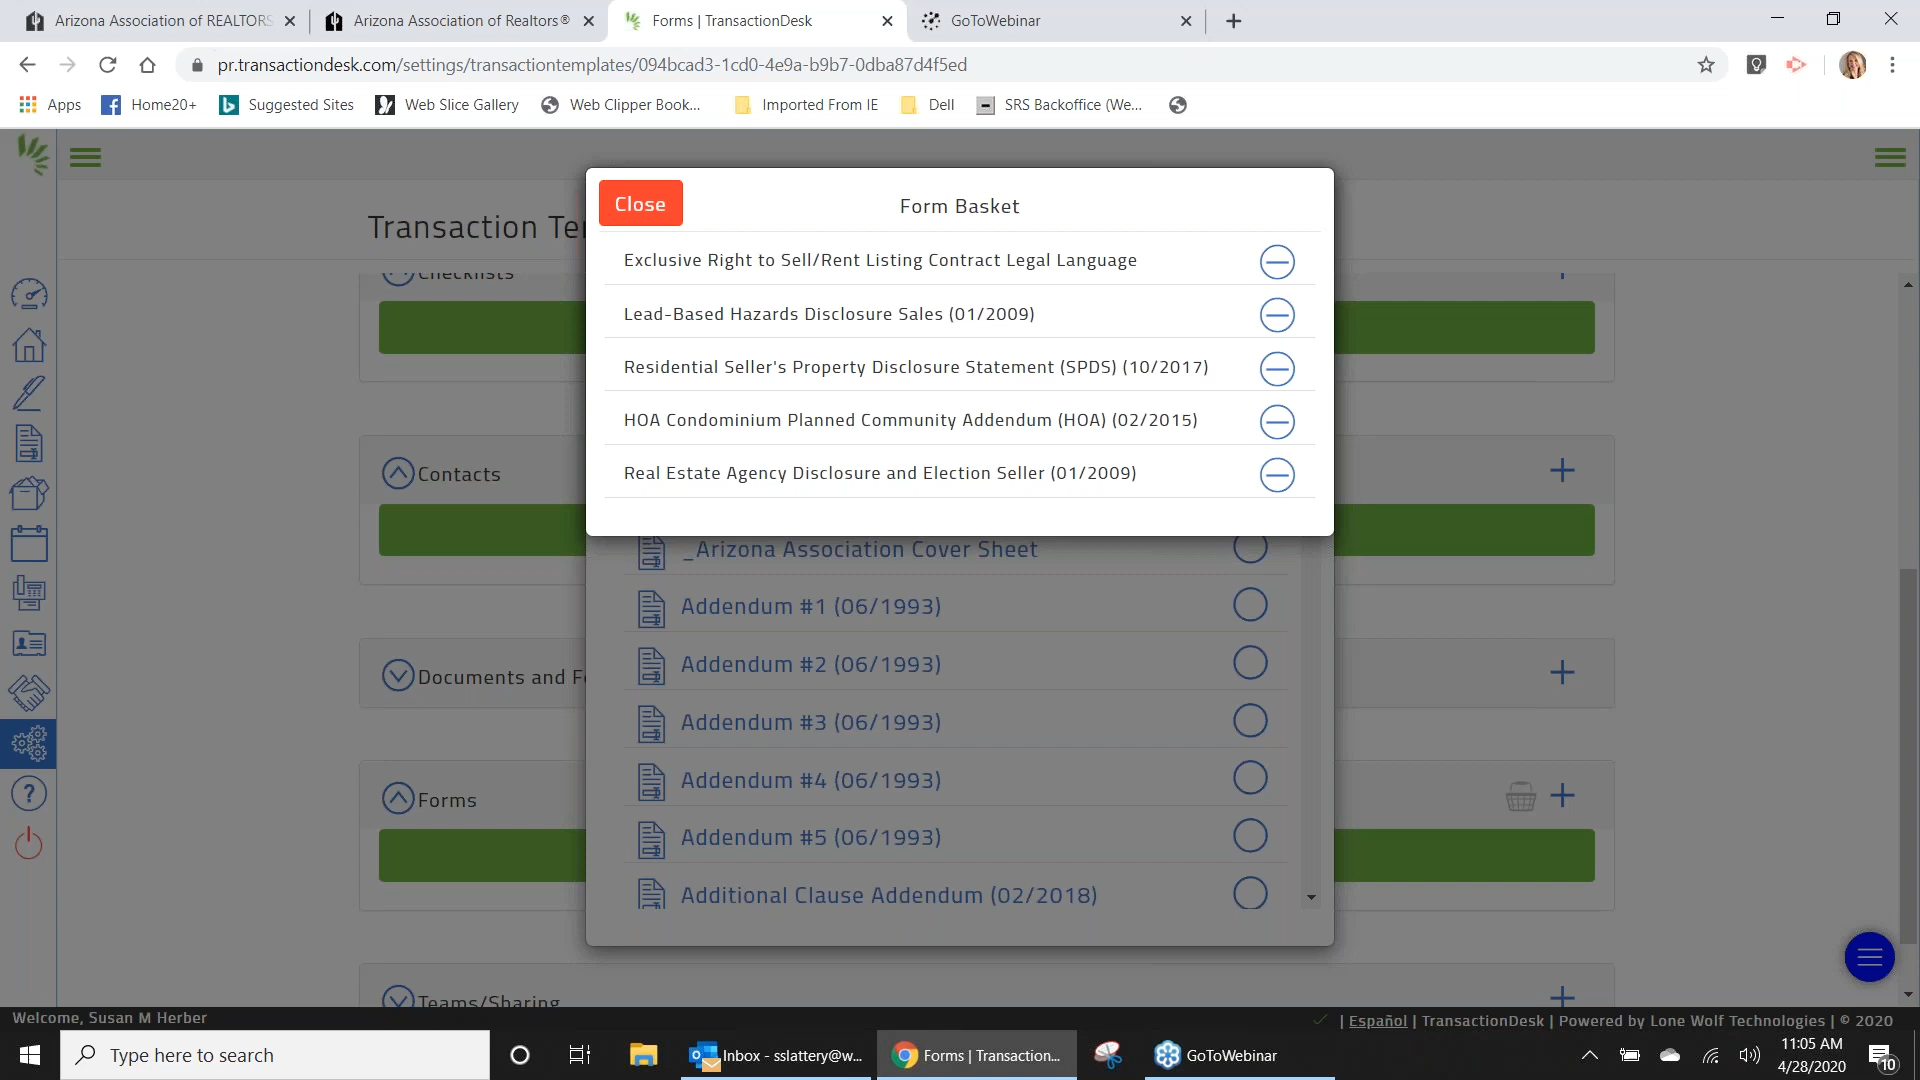 Arizona Association of REALTORS
Arizona Association of Realtors®
Forms | TransactionDesk
GoToWebinar
pr.transactiondesk.com/settings/transactiontemplates/094bcad3-1cd0-4e9a-b9b7-0dba87d4f5ed
Apps
Home20+
Suggested Sites
Web Slice Gallery
Web Clipper Book...
Imported From IE
Dell
SRS Backoffice (We...
Transaction Te
Close
Form Basket
Exclusive Right to Sell/Rent Listing Contract Legal Language
Lead-Based Hazards Disclosure Sales (01/2009)
Residential Seller's Property Disclosure Statement (SPDS) (10/2017)
HOA Condominium Planned Community Addendum (HOA) (02/2015)
Real Estate Agency Disclosure and Election Seller (01/2009)
Checklists
Contacts
Documents and F
Forms
Teams/Sharing
_Arizona Association Cover Sheet
Addendum #1 (06/1993)
Addendum #2 (06/1993)
Addendum #3 (06/1993)
Addendum #4 (06/1993)
Addendum #5 (06/1993)
Additional Clause Addendum (02/2018)
Welcome, Susan M Herber
| Español | TransactionDesk | Powered by Lone Wolf Technologies | © 2020
Type here to search
Inbox - sslattery@w...
Forms | Transaction...
GoToWebinar
11:05 AM
4/28/2020
10